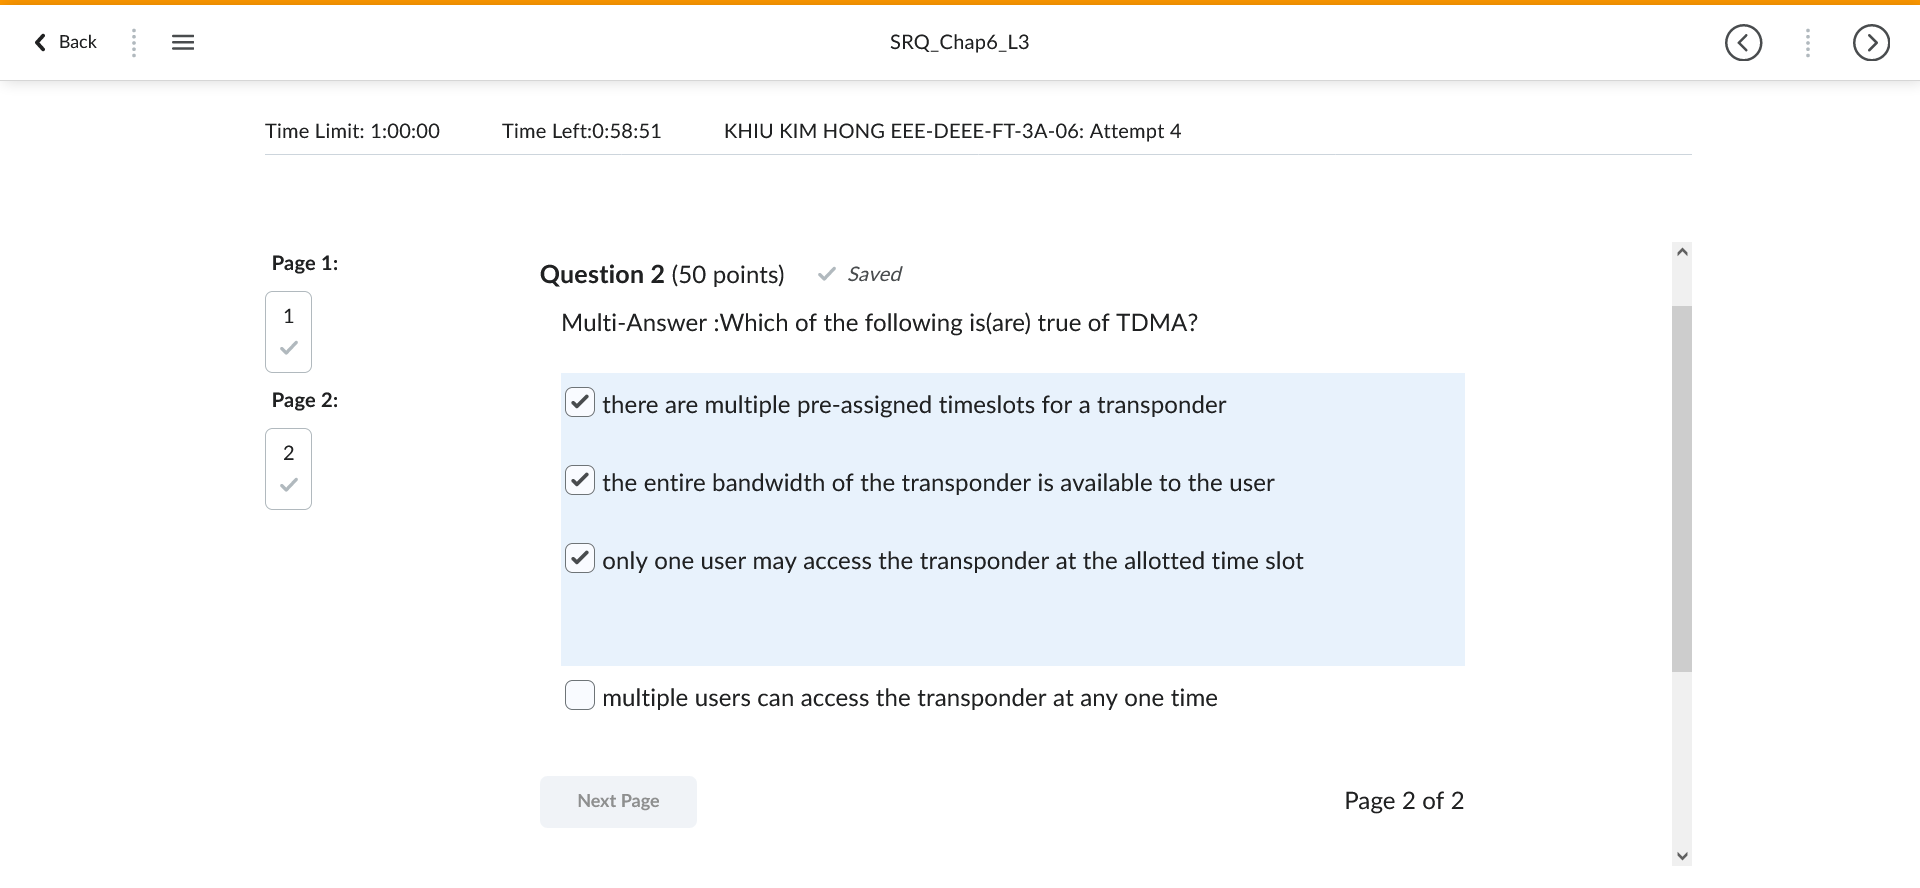 Back
SRQ_Chap6_L3
Time Limit: 1:00:00 Time Left:0:58:51 KHIU KIM HONG EEE-DEEE-FT-3A-06: Attempt 4
Page 1:
1
Page 2:
2
Question 2 (50 points) Saved
Multi-Answer :Which of the following is(are) true of TDMA?
there are multiple pre-assigned timeslots for a transponder
the entire bandwidth of the transponder is available to the user
only one user may access the transponder at the allotted time slot
multiple users can access the transponder at any one time
Next Page
Page 2 of 2